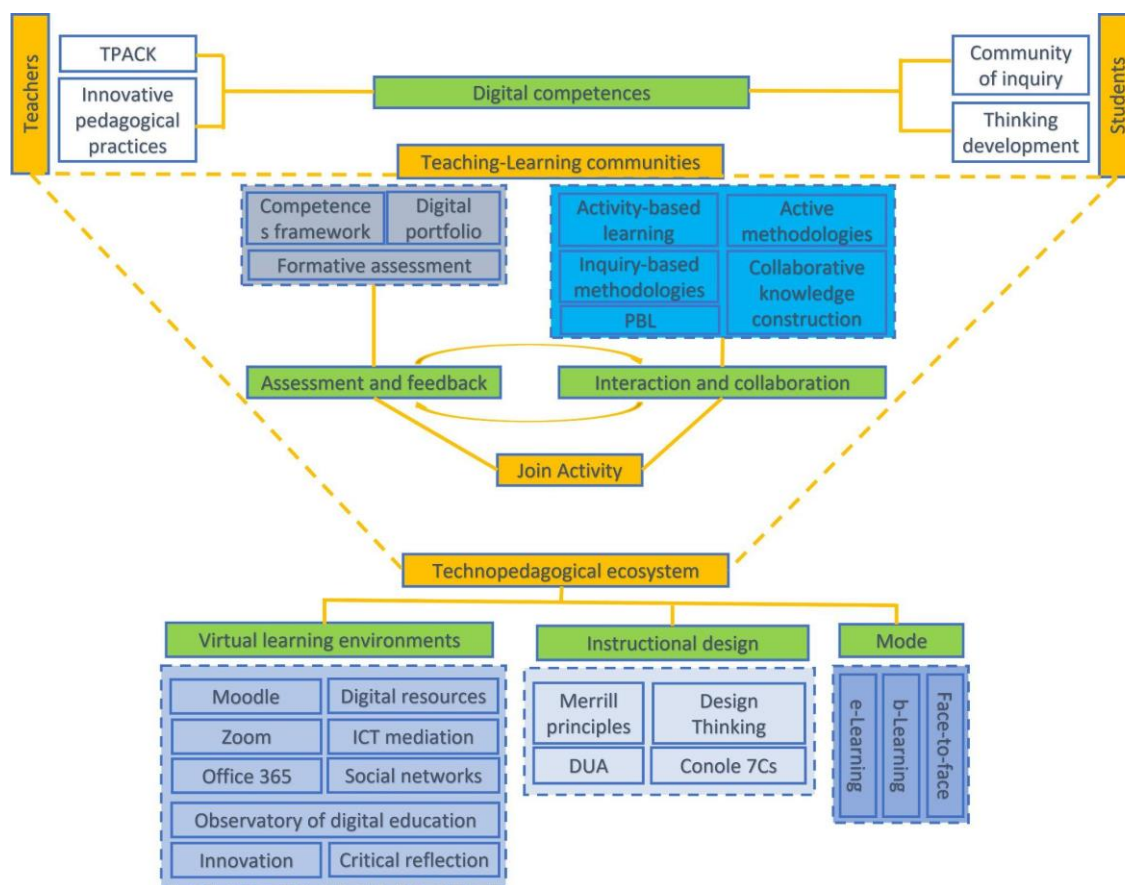 Teachers
TPACK
Innovative
pedagogical
practices
Digital competences
Community
of inquiry
Thinking
development
Students
Teaching-Learning communities
Competence
s framework
Digital
portfolio
Formative assessment
Activity-based
learning
Active
methodologies
Inquiry-based
methodologies
Collaborative
knowledge
construction
PBL
Assessment and feedback
Interaction and collaboration
Join Activity
Technopedagogical ecosystem
Virtual learning environments
Instructional design
Mode
Moodle
Digital resources
Zoom
ICT mediation
Office 365
Social networks
Observatory of digital education
Innovation
Critical reflection
Merrill
principles
Design
Thinking
DUA
Conole 7Cs
e-Learning
b-Learning
Face-to-face